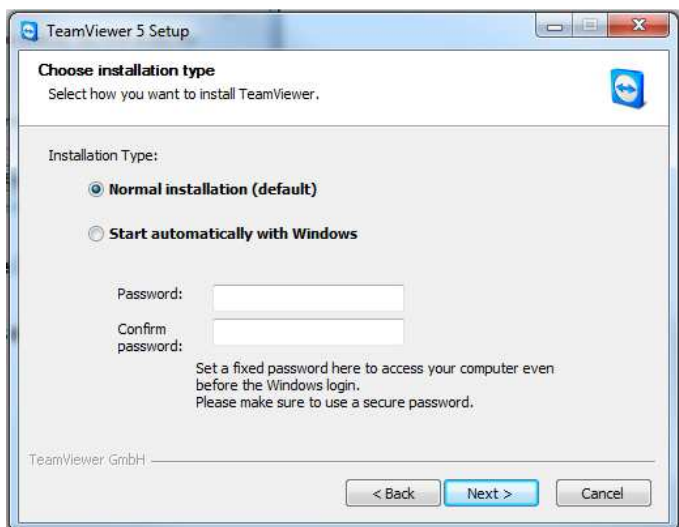 TeamViewer 5 Setup
Choose installation type
Select how you want to install TeamViewer.
Installation Type:
Normal installation (default)
Start automatically with Windows
Password:
Confirm
password:
Set a fixed password here to access your computer even
before the Windows login.
Please make sure to use a secure password.
TeamViewer GmbH
< Back
Next >
Cancel